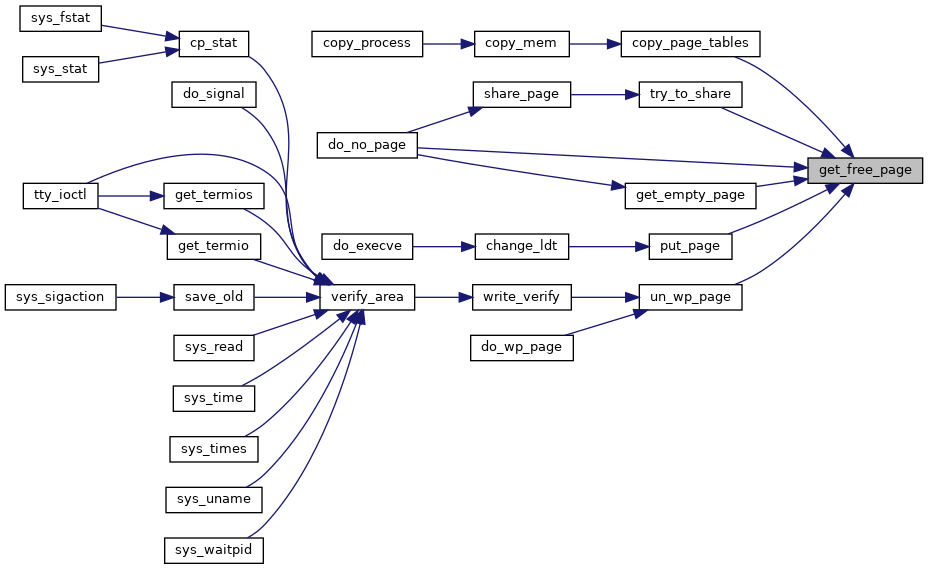 sys_fstat
cp_stat
copy_process
copy_mem
copy_page_tables
sys_stat
do_signal
share_page
try_to_share
do_no_page
get_free_page
tty_ioctl
get_termios
get_empty_page
get_termio
do_execve
change_ldt
put_page
sys_sigaction
save_old
verify_area
write_verify
un_wp_page
sys_read
do_wp_page
sys_time
sys_times
sys_uname
sys_waitpid